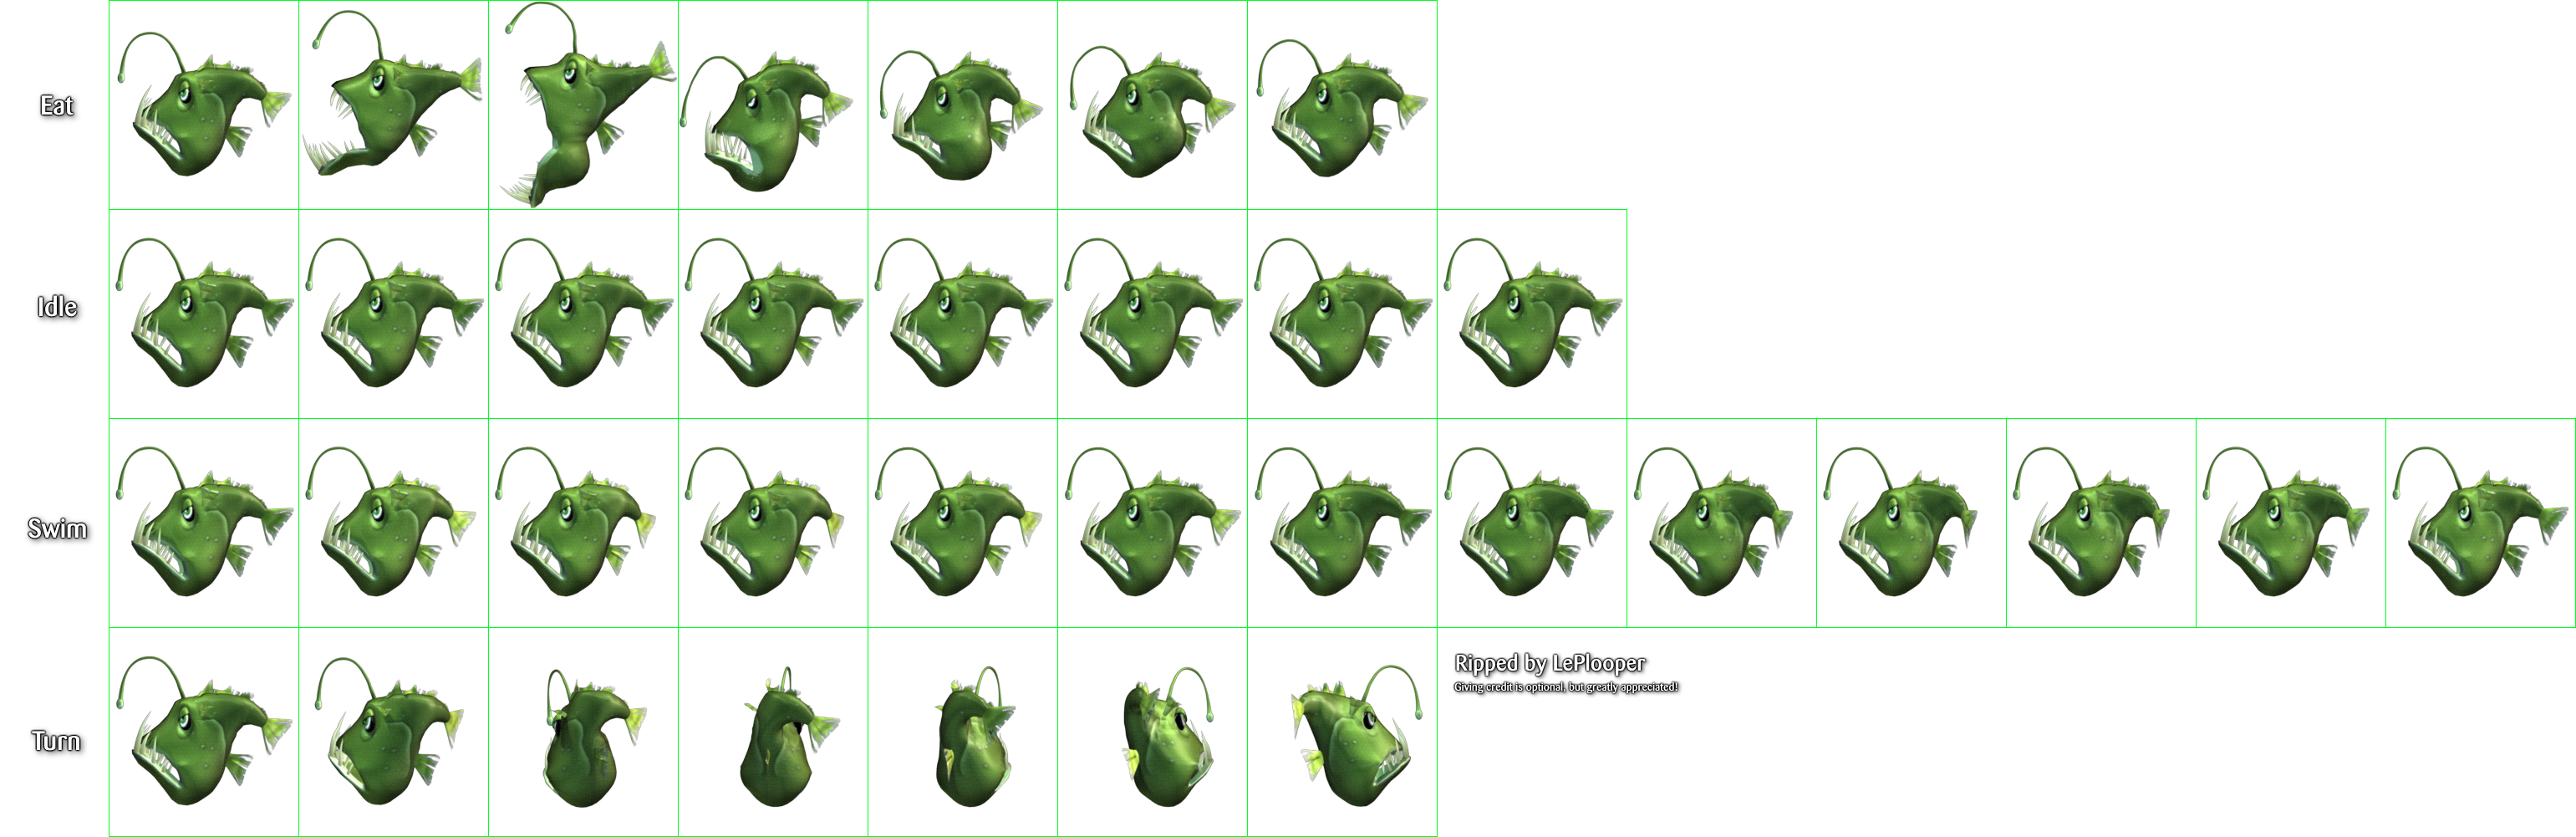 Eat
Idle
Swim
Turn
Ripped by LePlooper
Giving credit is optional, but greatly appreciated!